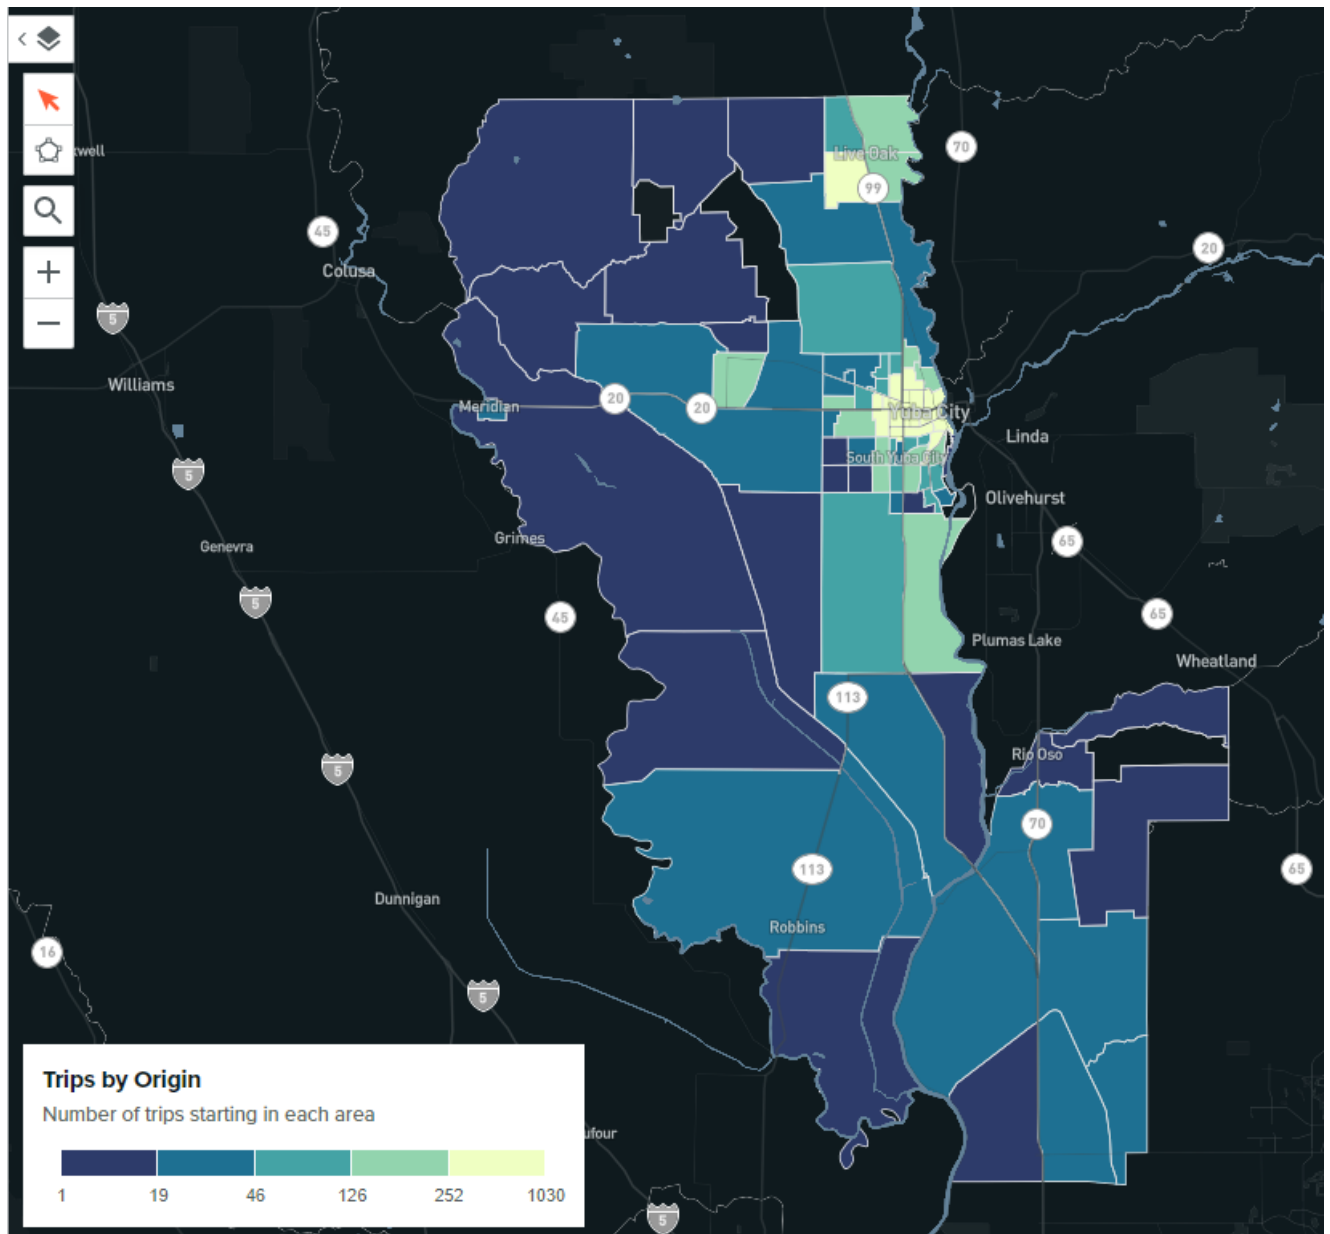 xwell
Live Oak
70
99
45
20
Colusa
5
Williams
20
Meridian
20
Yuba City
Linda
5
South Yuba City
Olivehurst
Grimes
65
Genevra
5
45
65
Plumas Lake
Wheatland
113
Rio Oso
5
70
113
65
Dunnigan
Robbins
16
5
Trips by Origin
Number of trips starting in each area
ufour
1 19 46 126 252 1030
5